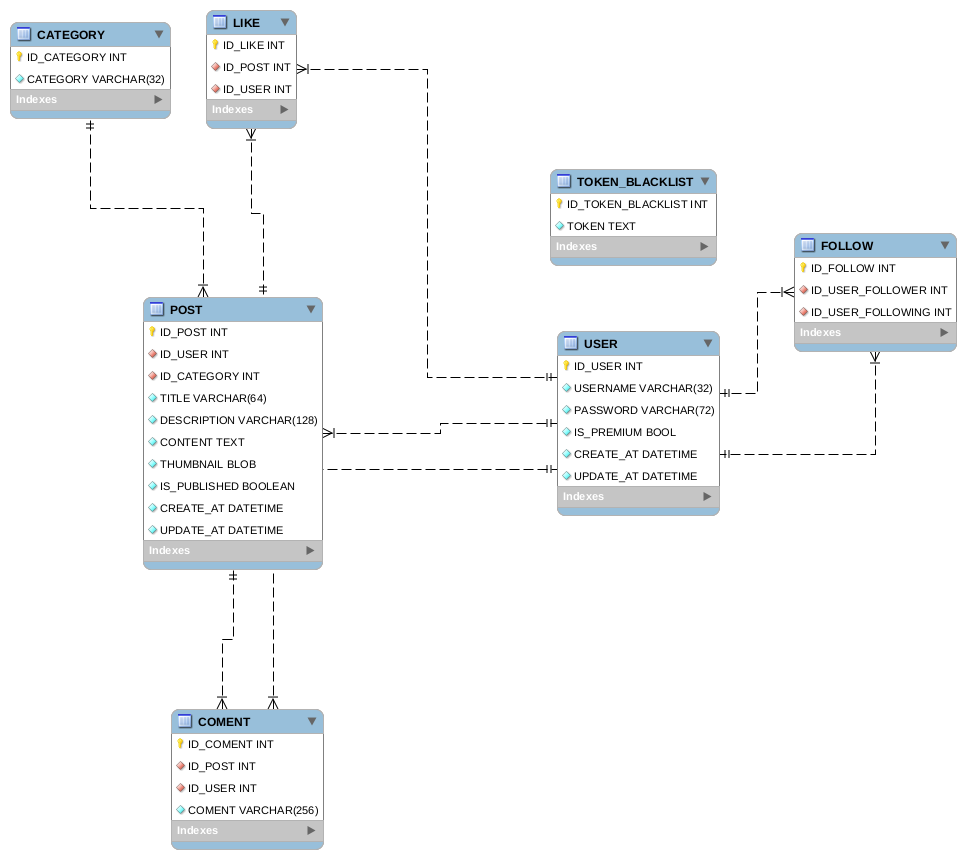 CATEGORY
ID_CATEGORY INT
CATEGORY VARCHAR(32)
Indexes
LIKE
ID_LIKE INT
ID_POST INT
ID_USER INT
Indexes
TOKEN_BLACKLIST
ID_TOKEN_BLACKLIST INT
TOKEN TEXT
Indexes
FOLLOW
ID_FOLLOW INT
ID_USER_FOLLOWER INT
ID_USER_FOLLOWING INT
Indexes
POST
ID_POST INT
ID_USER INT
ID_CATEGORY INT
TITLE VARCHAR(64)
DESCRIPTION VARCHAR(128)
CONTENT TEXT
THUMBNAIL BLOB
IS_PUBLISHED BOOLEAN
CREATE_AT DATETIME
UPDATE_AT DATETIME
Indexes
USER
ID_USER INT
USERNAME VARCHAR(32)
PASSWORD VARCHAR(72)
IS_PREMIUM BOOL
CREATE_AT DATETIME
UPDATE_AT DATETIME
Indexes
COMENT
ID_COMENT INT
ID_POST INT
ID_USER INT
COMENT VARCHAR(256)
Indexes